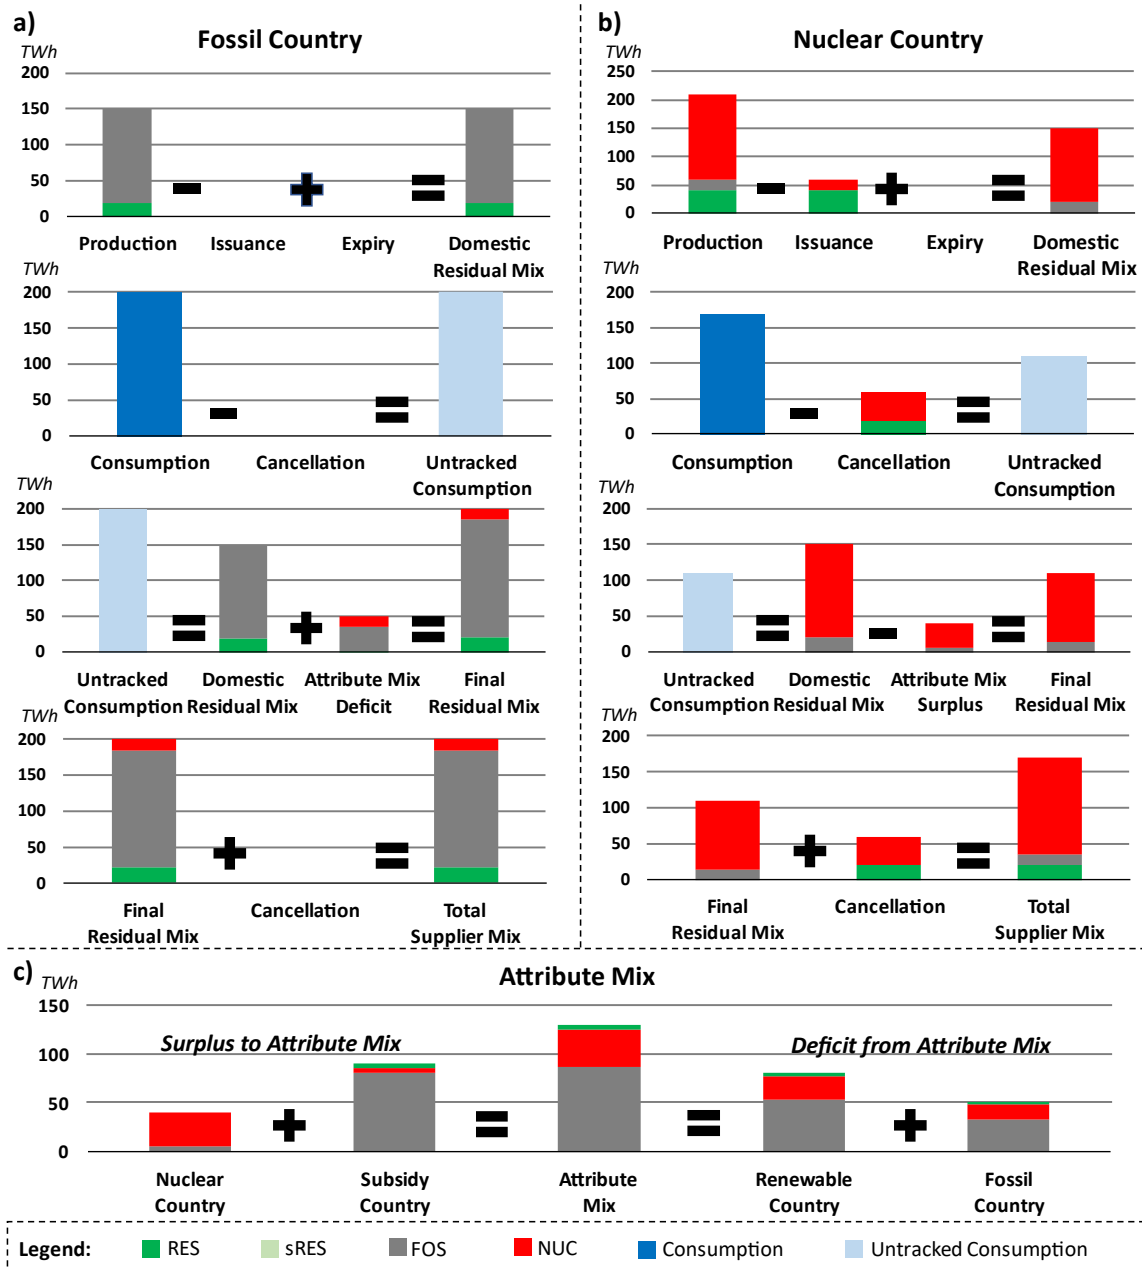 a)
Fossil Country
TWh
200
150
100
50
0
Production
Issuance
Expiry
Domestic
Residual Mix
TWh
200
150
100
50
0
Consumption
Cancellation
Untracked
Consumption
TWh
200
150
100
50
0
Untracked
Consumption
Domestic
Residual Mix
Attribute Mix
Deficit
Final
Residual Mix
TWh
200
150
100
50
0
Final
Residual Mix
Cancellation
Total
Supplier Mix
b)
Nuclear Country
TWh
250
200
150
100
50
0
Production
Issuance
Expiry
Domestic
Residual Mix
TWh
200
150
100
50
0
Consumption
Cancellation
Untracked
Consumption
TWh
200
150
100
50
0
Untracked
Consumption
Domestic
Residual Mix
Attribute Mix
Surplus
Final
Residual Mix
TWh
200
150
100
50
0
Final
Residual Mix
Cancellation
Total
Supplier Mix
c)
Attribute Mix
TWh
150
100
50
0
Surplus to Attribute Mix
Deficit from Attribute Mix
Nuclear
Country
Subsidy
Country
Attribute
Mix
Renewable
Country
Fossil
Country
Legend:
RES
sRES
FOS
NUC
Consumption
Untracked Consumption